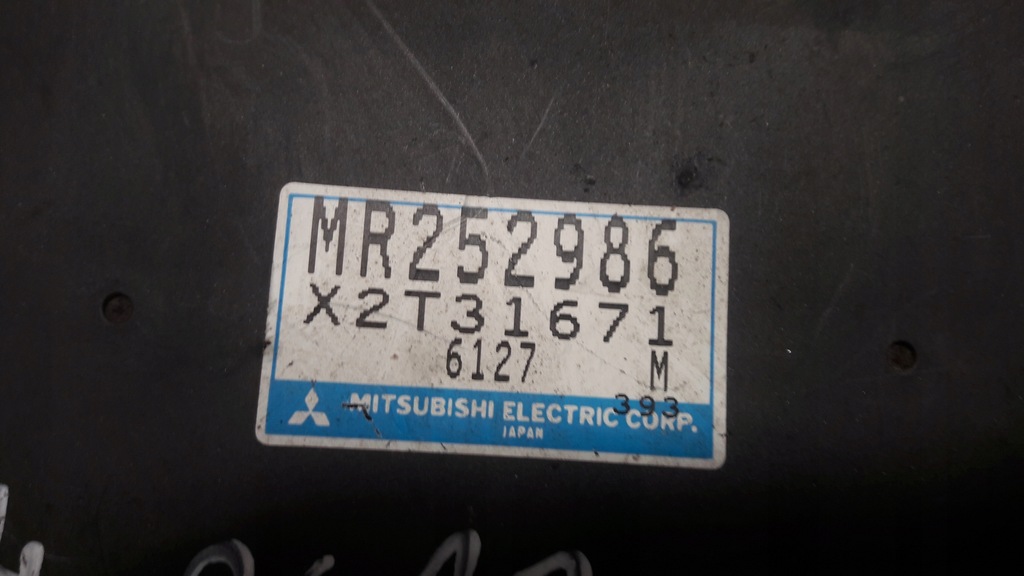 MR252986
X2T31671
6127 M
393
MITSUBISHI ELECTRIC CORP.
JAPAN